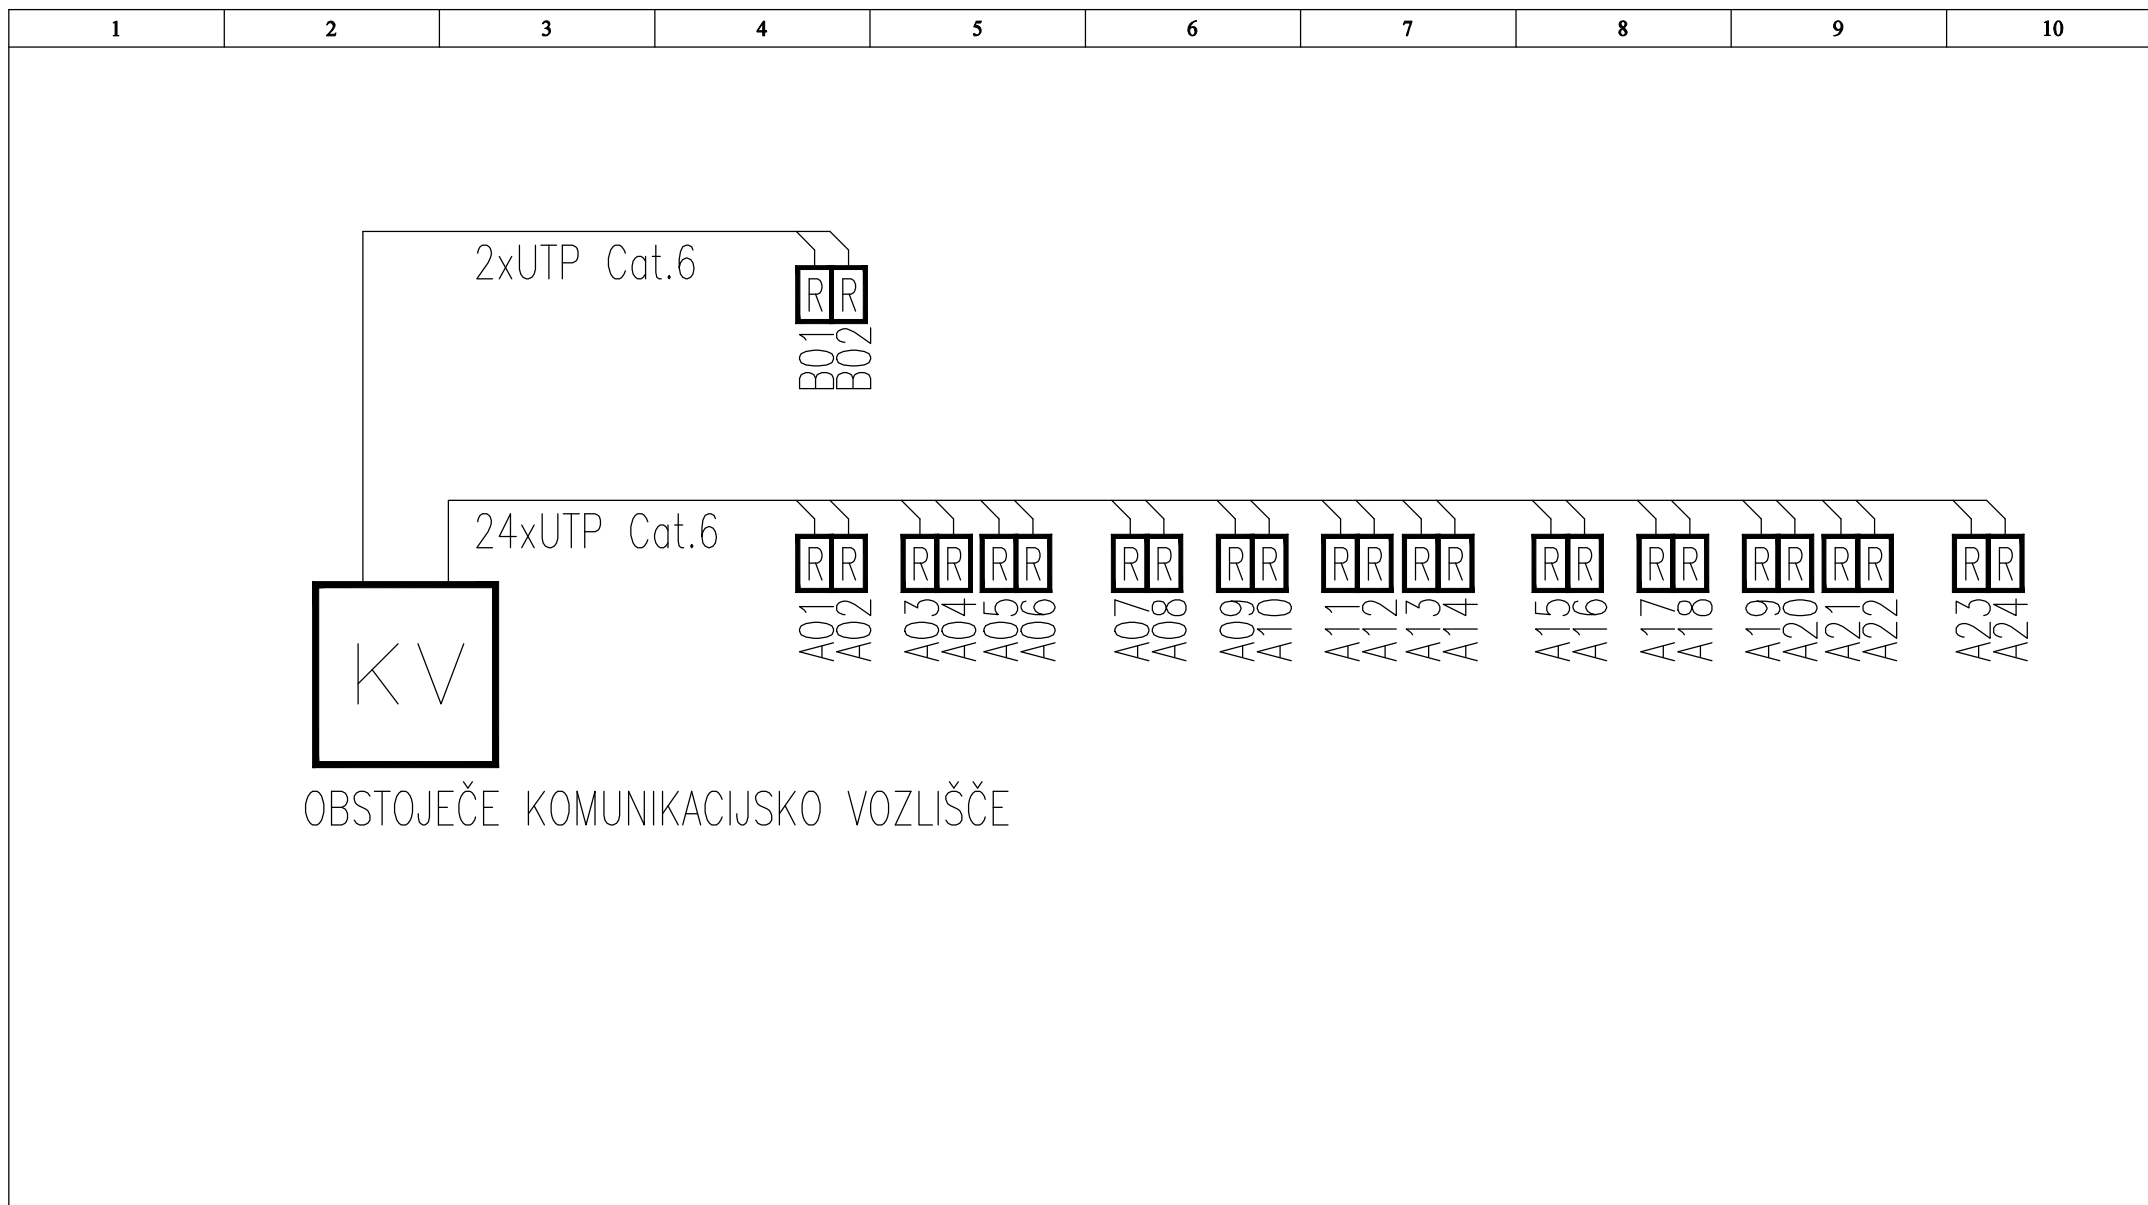 1 2 3 4 5 6 7 8 9 10
2xUTP Cat.6
R R
B01 B02
24xUTP Cat.6
R R R R R R R R R R R R R R R R R R R R R R R R
A01 A02 A03 A04 A05 A06 A07 A08 A09 A10 A11 A12 A13 A14 A15 A16 A17 A18 A19 A20 A21 A22 A23 A24
KV
OBSTOJEČE KOMUNIKACIJSKO VOZLIŠČE